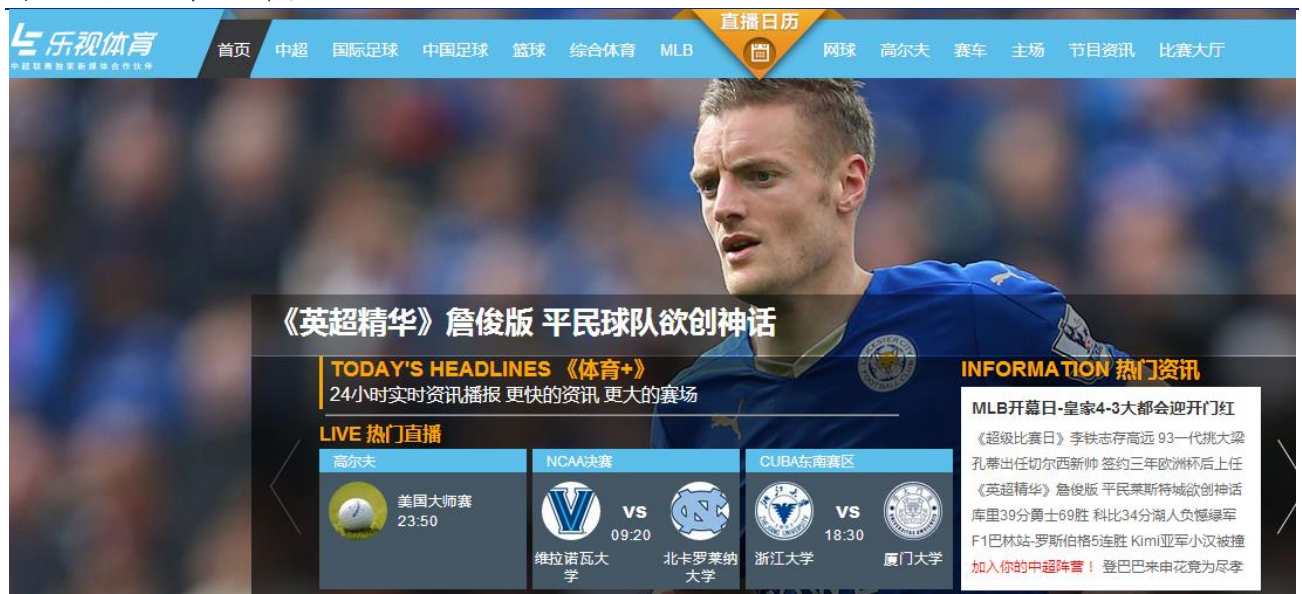 乐视体育
中超联赛独家新媒体合作伙伴
首页 中超 国际足球 中国足球 篮球 综合体育 MLB 直播日历 网球 高尔夫 赛车 主场 节目资讯 比赛大厅
《英超精华》詹俊版 平民球队欲创神话
TODAY'S HEADLINES 《体育+》
24小时实时资讯播报 更快的资讯 更大的赛场
LIVE 热门直播
高尔夫
美国大师赛
23:50
NCAA决赛
VS
09:20
维拉诺瓦大学
北卡罗莱纳大学
CUBA东南赛区
VS
18:30
浙江大学
厦门大学
INFORMATION 热门资讯
MLB开幕日-皇家4-3大都会迎开门红
《超级比赛日》李铁志存高远 93一代挑大梁
孔蒂出任切尔西新帅 签约三年欧洲杯后上任
《英超精华》詹俊版 平民莱斯特城欲创神话
库里39分勇士69胜 科比34分湖人负憾绿军
F1巴林站-罗斯伯格5连胜 Kimi亚军小汉被撞
加入你的中超阵营! 登巴巴来申花竟为尽孝